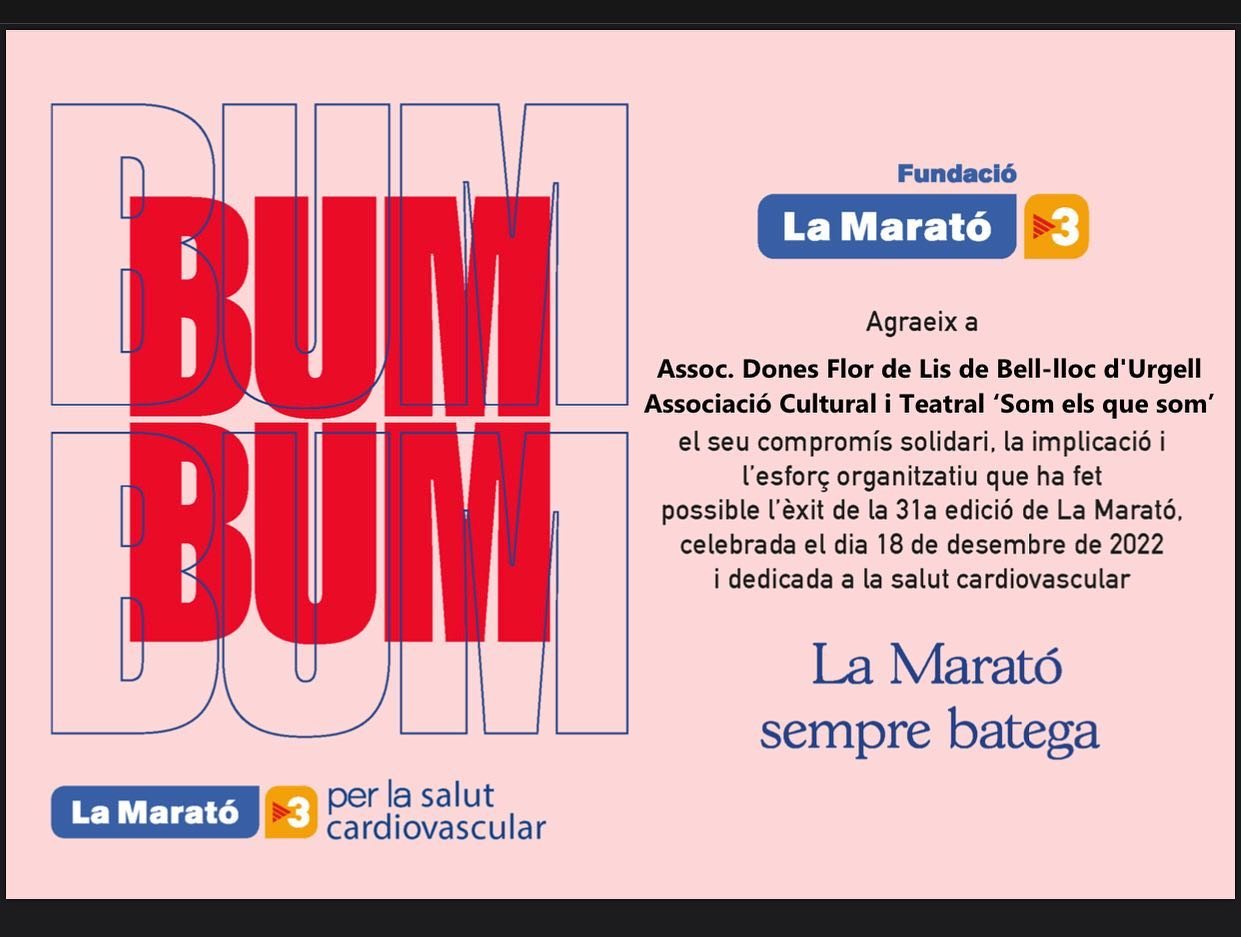 BUM
BUM
La Marató 3 per la salut
cardiovascular
Fundació
La Marató 3
Agraeix a
Assoc. Dones Flor de Lis de Bell-lloc d'Urgell
Associació Cultural i Teatral ‘Som els que som’
el seu compromís solidari, la implicació i
l’esforç organitzatiu que ha fet
possible l’èxit de la 31a edició de La Marató,
celebrada el dia 18 de desembre de 2022
i dedicada a la salut cardiovascular
La Marató
sempre batega